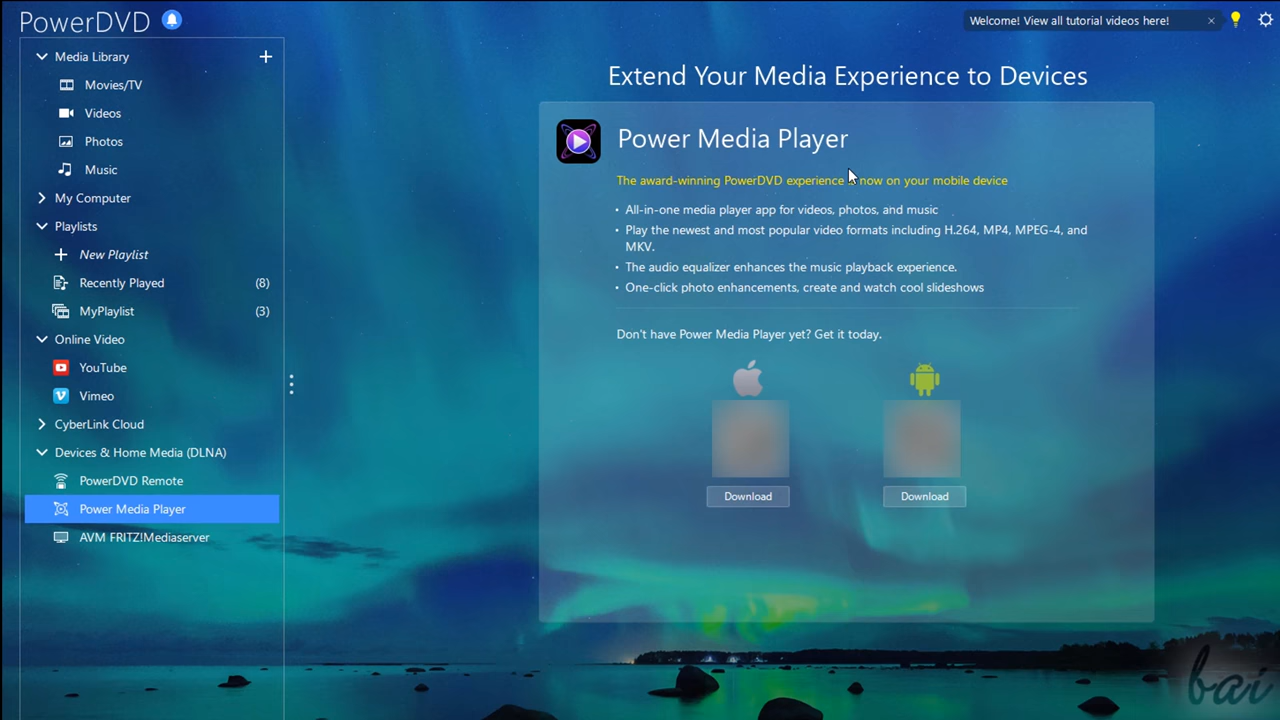 PowerDVD
Welcome! View all tutorial videos here!
Media Library
Movies/TV
Videos
Photos
Music
My Computer
Playlists
New Playlist
Recently Played (8)
MyPlaylist (3)
Online Video
YouTube
Vimeo
CyberLink Cloud
Devices & Home Media (DLNA)
PowerDVD Remote
Power Media Player
AVM FRITZ!Mediaserver
Extend Your Media Experience to Devices
Power Media Player
The award-winning PowerDVD experience now on your mobile device
• All-in-one media player app for videos, photos, and music
• Play the newest and most popular video formats including H.264, MP4, MPEG-4, and
MKV.
• The audio equalizer enhances the music playback experience.
• One-click photo enhancements, create and watch cool slideshows
Don't have Power Media Player yet? Get it today.
Download
Download
bai